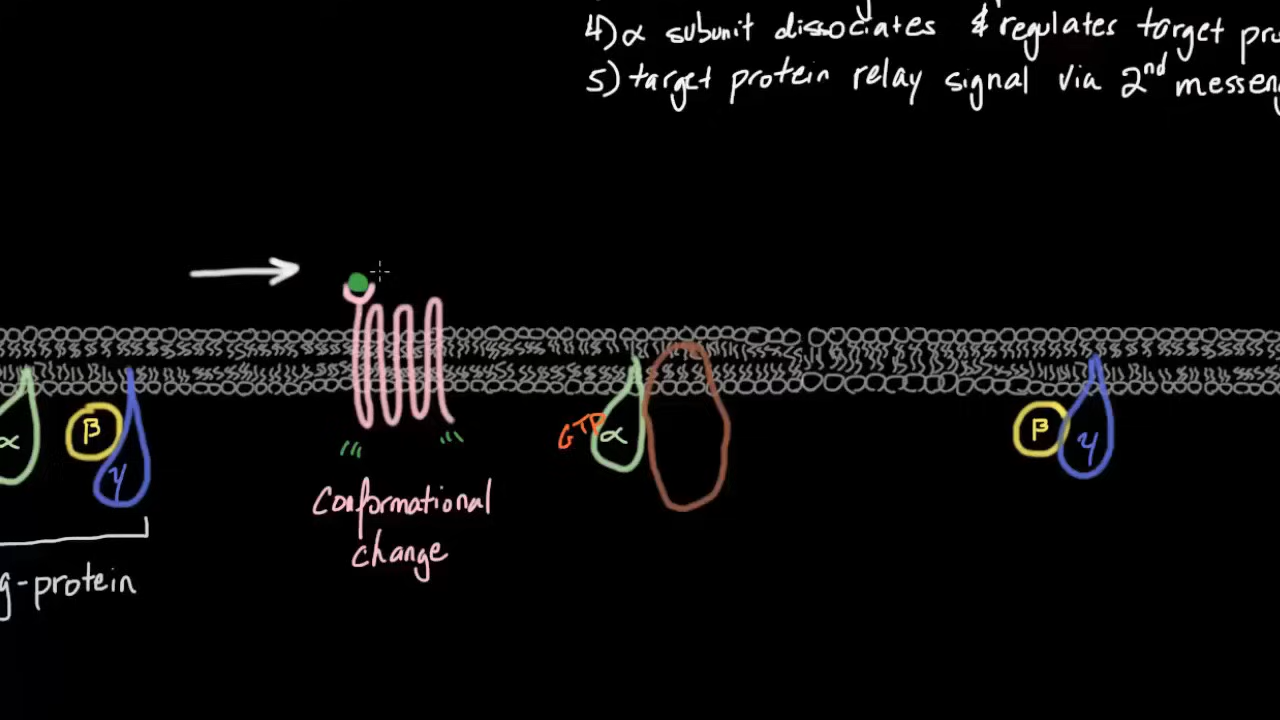 4) α subunit dissociates & regulates target
5) target protein relay signal via 2nd
α
β
γ
g-protein
Conformational
change
GTP
α
β
γ